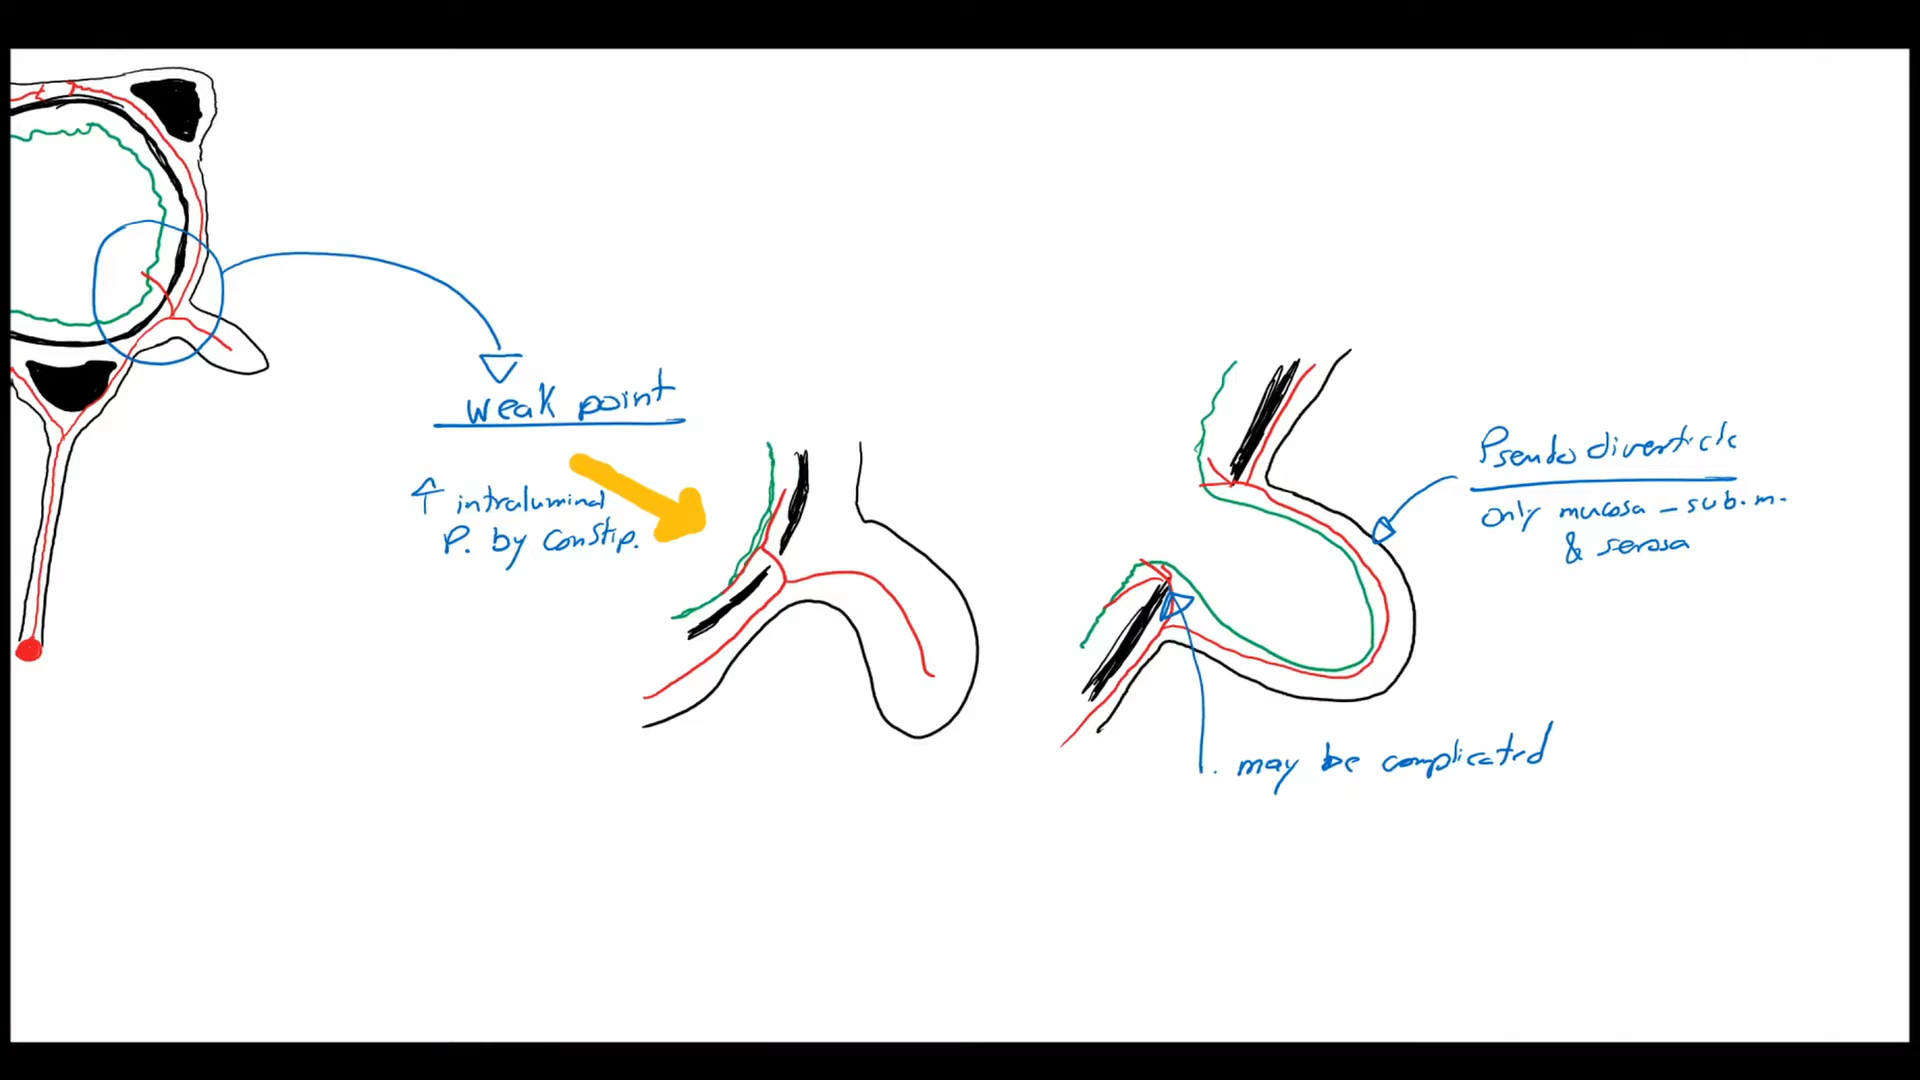 weak point
↑ intraluminal
P. by constip.
Pseudo diverticle
only mucosa - sub.m.
& serosa
. may be complicated